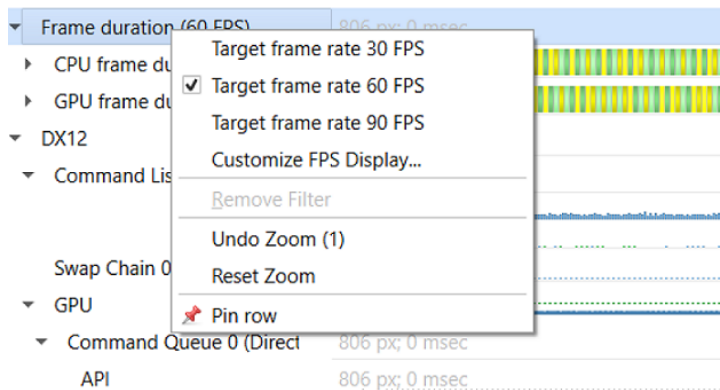 Frame duration (60 FPS) 806 px; 0 msec
Target frame rate 30 FPS
CPU frame du
Target frame rate 60 FPS
GPU frame du
Target frame rate 90 FPS
DX12
Customize FPS Display...
Command Lis
Remove Filter
Undo Zoom (1)
Swap Chain 0
Reset Zoom
GPU
Pin row
Command Queue 0 (Direct 806 px; 0 msec
API 806 px; 0 msec